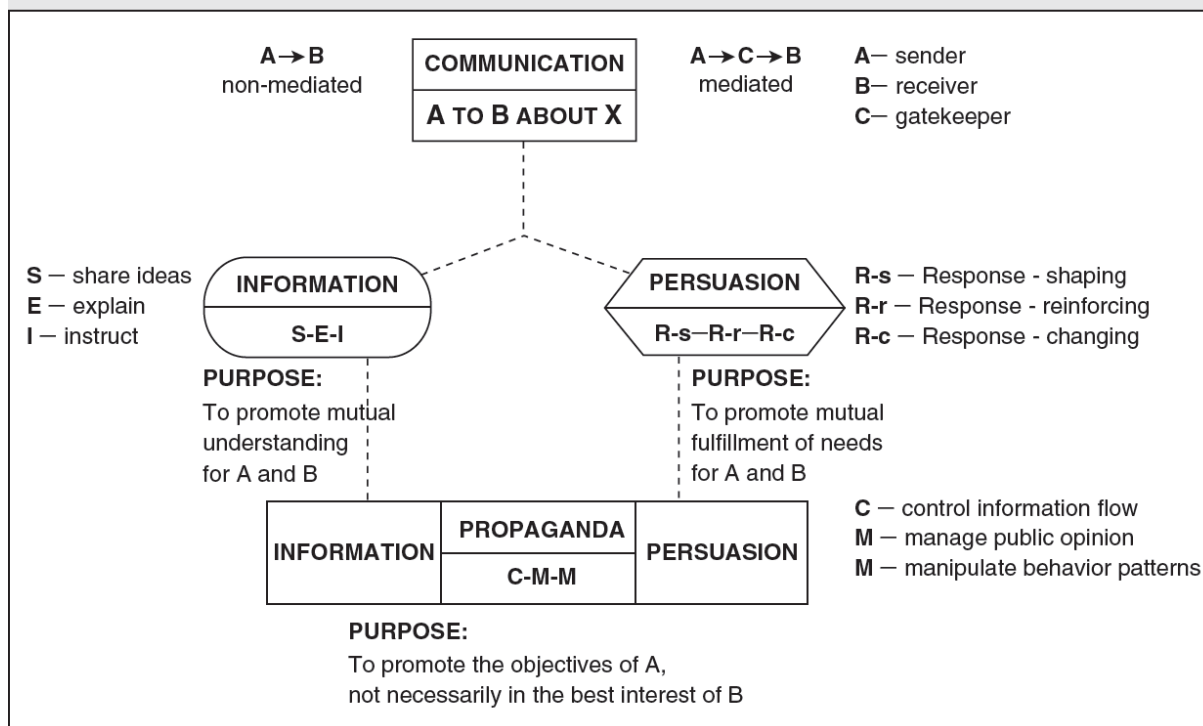 A→B
non-mediated
COMMUNICATION
A TO B ABOUT X
A→C→B
mediated
A— sender
B— receiver
C— gatekeeper
S — share ideas
E — explain
I — instruct
INFORMATION
S-E-I
PERSUASION
R-s—R-r—R-c
R-s — Response - shaping
R-r — Response - reinforcing
R-c — Response - changing
PURPOSE:
To promote mutual
understanding
for A and B
PURPOSE:
To promote mutual
fulfillment of needs
for A and B
INFORMATION
PROPAGANDA
C-M-M
PERSUASION
C — control information flow
M — manage public opinion
M — manipulate behavior patterns
PURPOSE:
To promote the objectives of A,
not necessarily in the best interest of B